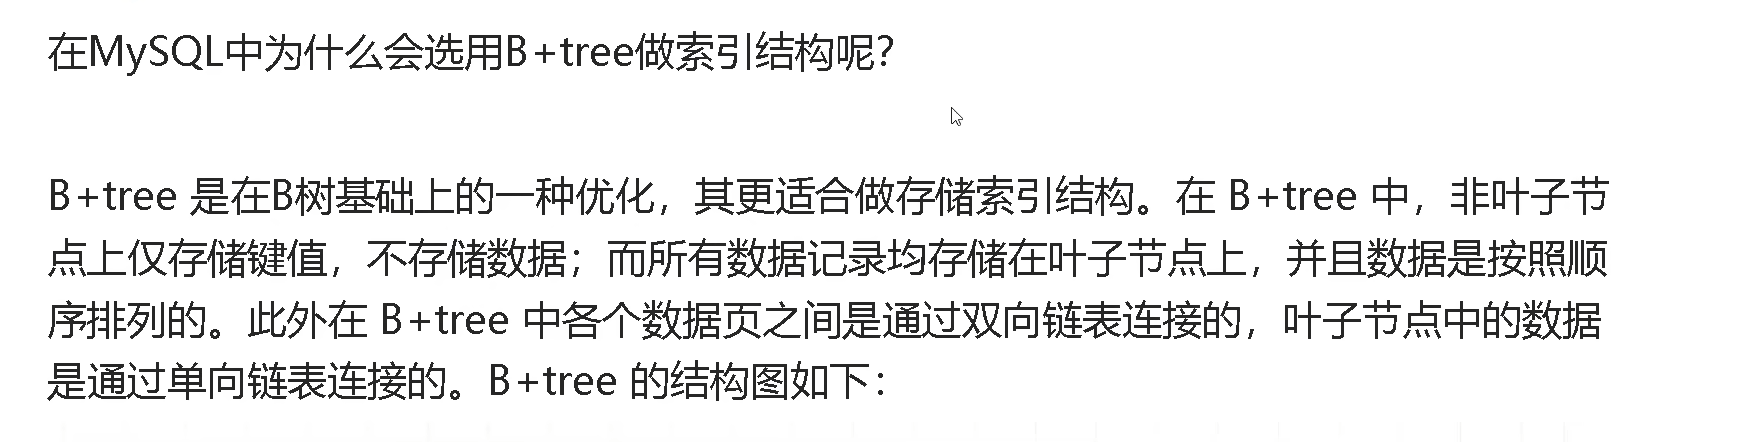 在MySQL中为什么会选用B+tree做索引结构呢？
B+tree 是在B树基础上的一种优化，其更适合做存储索引结构。在 B+tree 中，非叶子节
点上仅存储键值，不存储数据；而所有数据记录均存储在叶子节点上，并且数据是按照顺
序排列的。此外在 B+tree 中各个数据页之间是通过双向链表连接的，叶子节点中的数据
是通过单向链表连接的。B+tree 的结构图如下：